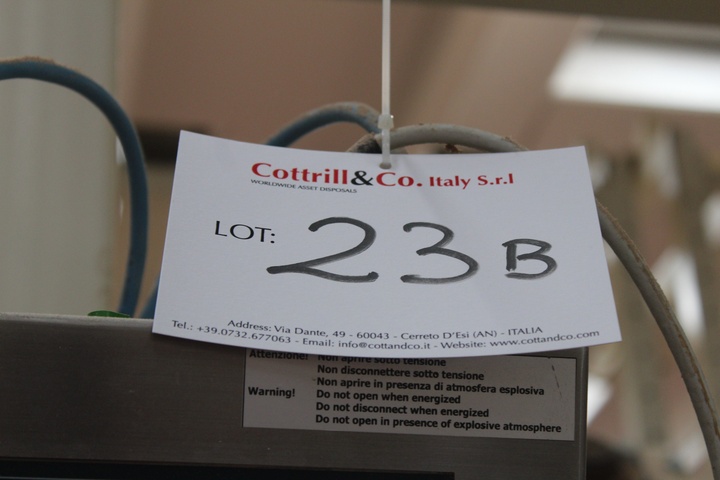 Cottrill&Co. Italy S.r.l
WORLDWIDE ASSET DISPOSALS
LOT: 23B
Address: Via Dante, 49 - 60043 - Cerreto D'Esi (AN) - ITALIA
Tel.: +39.0732.677063 - Email: info@cottandco.it - Website: www.cottandco.com
Attenzione! Non aprire sotto tensione
Non disconnettere sotto tensione
Non aprire in presenza di atmosfera esplosiva
Warning! Do not open when energized
Do not disconnect when energized
Do not open in presence of explosive atmosphere